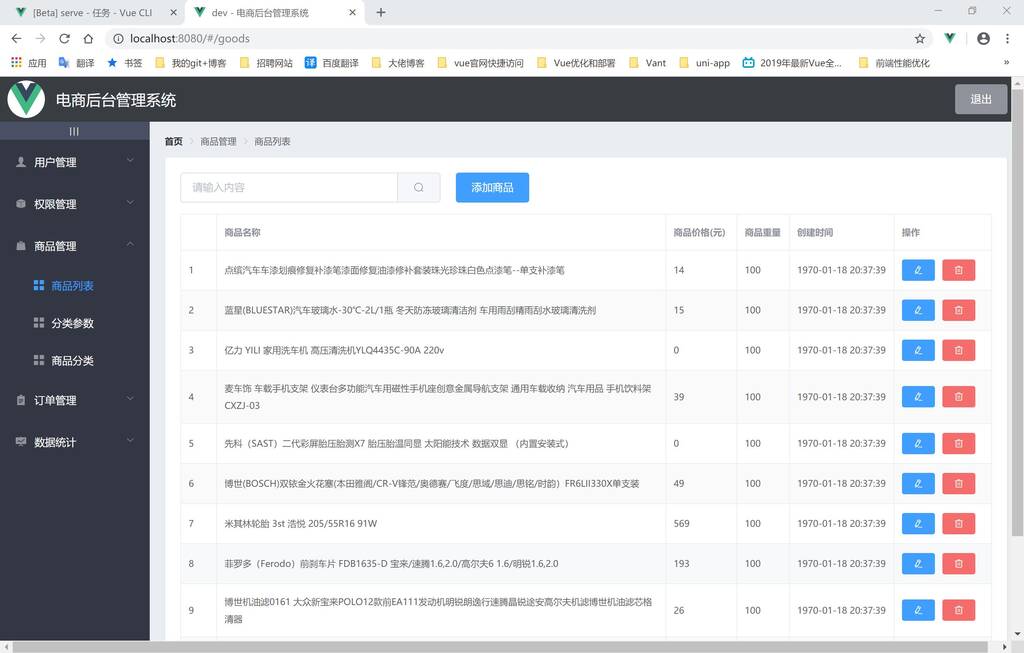 [Beta] serve - 任务 - Vue CLI
dev - 电商后台管理系统
localhost:8080/#/goods
应用 翻译 书签 我的git+博客 招聘网站 译 百度翻译 大佬博客 vue官网快捷访问 Vue优化和部署 Vant uni-app 2019年最新Vue全... 前端性能优化 »
电商后台管理系统 退出
|||
首页 商品管理 商品列表
用户管理
权限管理
商品管理
商品列表
分类参数
商品分类
订单管理
数据统计
请输入内容 添加商品
商品名称 商品价格(元) 商品重量 创建时间 操作
1 点缤汽车车漆划痕修复补漆笔漆面修复油漆修补套装珠光珍珠白色点漆笔--单支补漆笔 14 100 1970-01-18 20:37:39
2 蓝星(BLUESTAR)汽车玻璃水-30℃-2L/1瓶 冬天防冻玻璃清洁剂 车用雨刮精雨刮水玻璃清洗剂 15 100 1970-01-18 20:37:39
3 亿力 YILI 家用洗车机 高压清洗机YLQ4435C-90A 220v 0 100 1970-01-18 20:37:39
4 麦车饰 车载手机支架 仪表台多功能汽车用磁性手机座创意金属导航支架 通用车载收纳 汽车用品 手机饮料架 39 100 1970-01-18 20:37:39
CXZJ-03
5 先科（SAST）二代彩屏胎压胎测X7 胎压胎温同显 太阳能技术 数据双显 （内置安装式） 0 100 1970-01-18 20:37:39
6 博世(BOSCH)双铱金火花塞(本田雅阁/CR-V锋范/奥德赛/飞度/思域/思迪/思铭/时韵）FR6LII330X单支装 49 100 1970-01-18 20:37:39
7 米其林轮胎 3st 浩悦 205/55R16 91W 569 100 1970-01-18 20:37:39
8 菲罗多（Ferodo）前刹车片 FDB1635-D 宝来/速腾1.6,2.0/高尔夫6 1.6/明锐1.6,2.0 193 100 1970-01-18 20:37:39
9 博世机油滤0161 大众新宝来POLO12款前EA111发动机明锐朗逸行速腾晶锐途安高尔夫机滤博世机油滤芯格 26 100 1970-01-18 20:37:39
清器